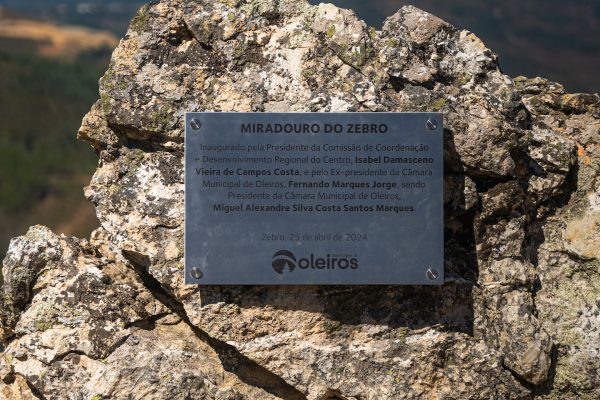 MIRADOURO DO ZEBRO
Inaugurado pela Presidente da Comissão de Coordenação
e Desenvolvimento Regional do Centro, Isabel Damasceno
Vieira de Campos Costa, e pelo Ex-presidente da Câmara
Municipal de Oleiros, Fernando Marques Jorge, sendo
Presidente da Câmara Municipal de Oleiros,
Miguel Alexandre Silva Costa Santos Marques.
Zebro, 25 de abril de 2024
oleiros